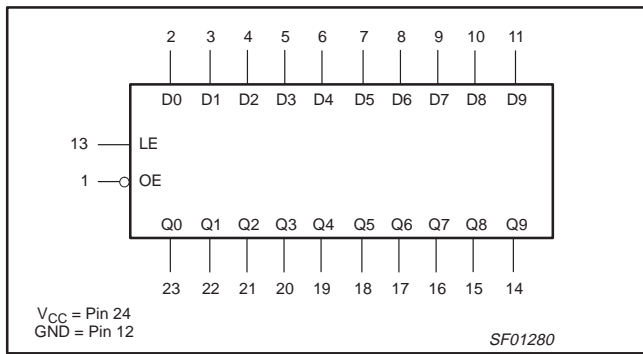 2 3 4 5 6 7 8 9 10 11
D0 D1 D2 D3 D4 D5 D6 D7 D8 D9
13 LE
1 OE
Q0 Q1 Q2 Q3 Q4 Q5 Q6 Q7 Q8 Q9
23 22 21 20 19 18 17 16 15 14
VCC = Pin 24
GND = Pin 12
SF01280